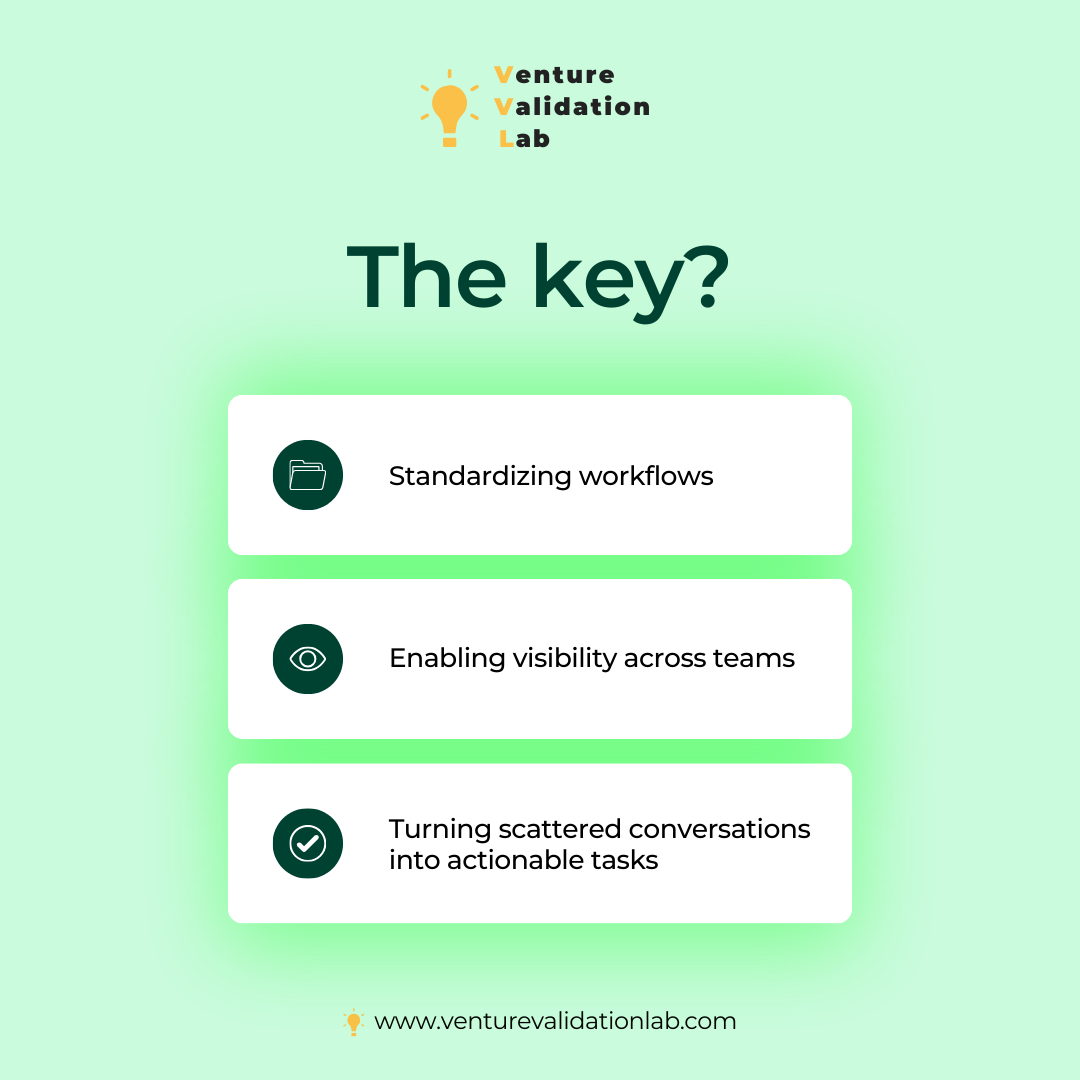 Venture
Validation
Lab
The key?
Standardizing workflows
Enabling visibility across teams
Turning scattered conversations
into actionable tasks
www.venturevalidationlab.com